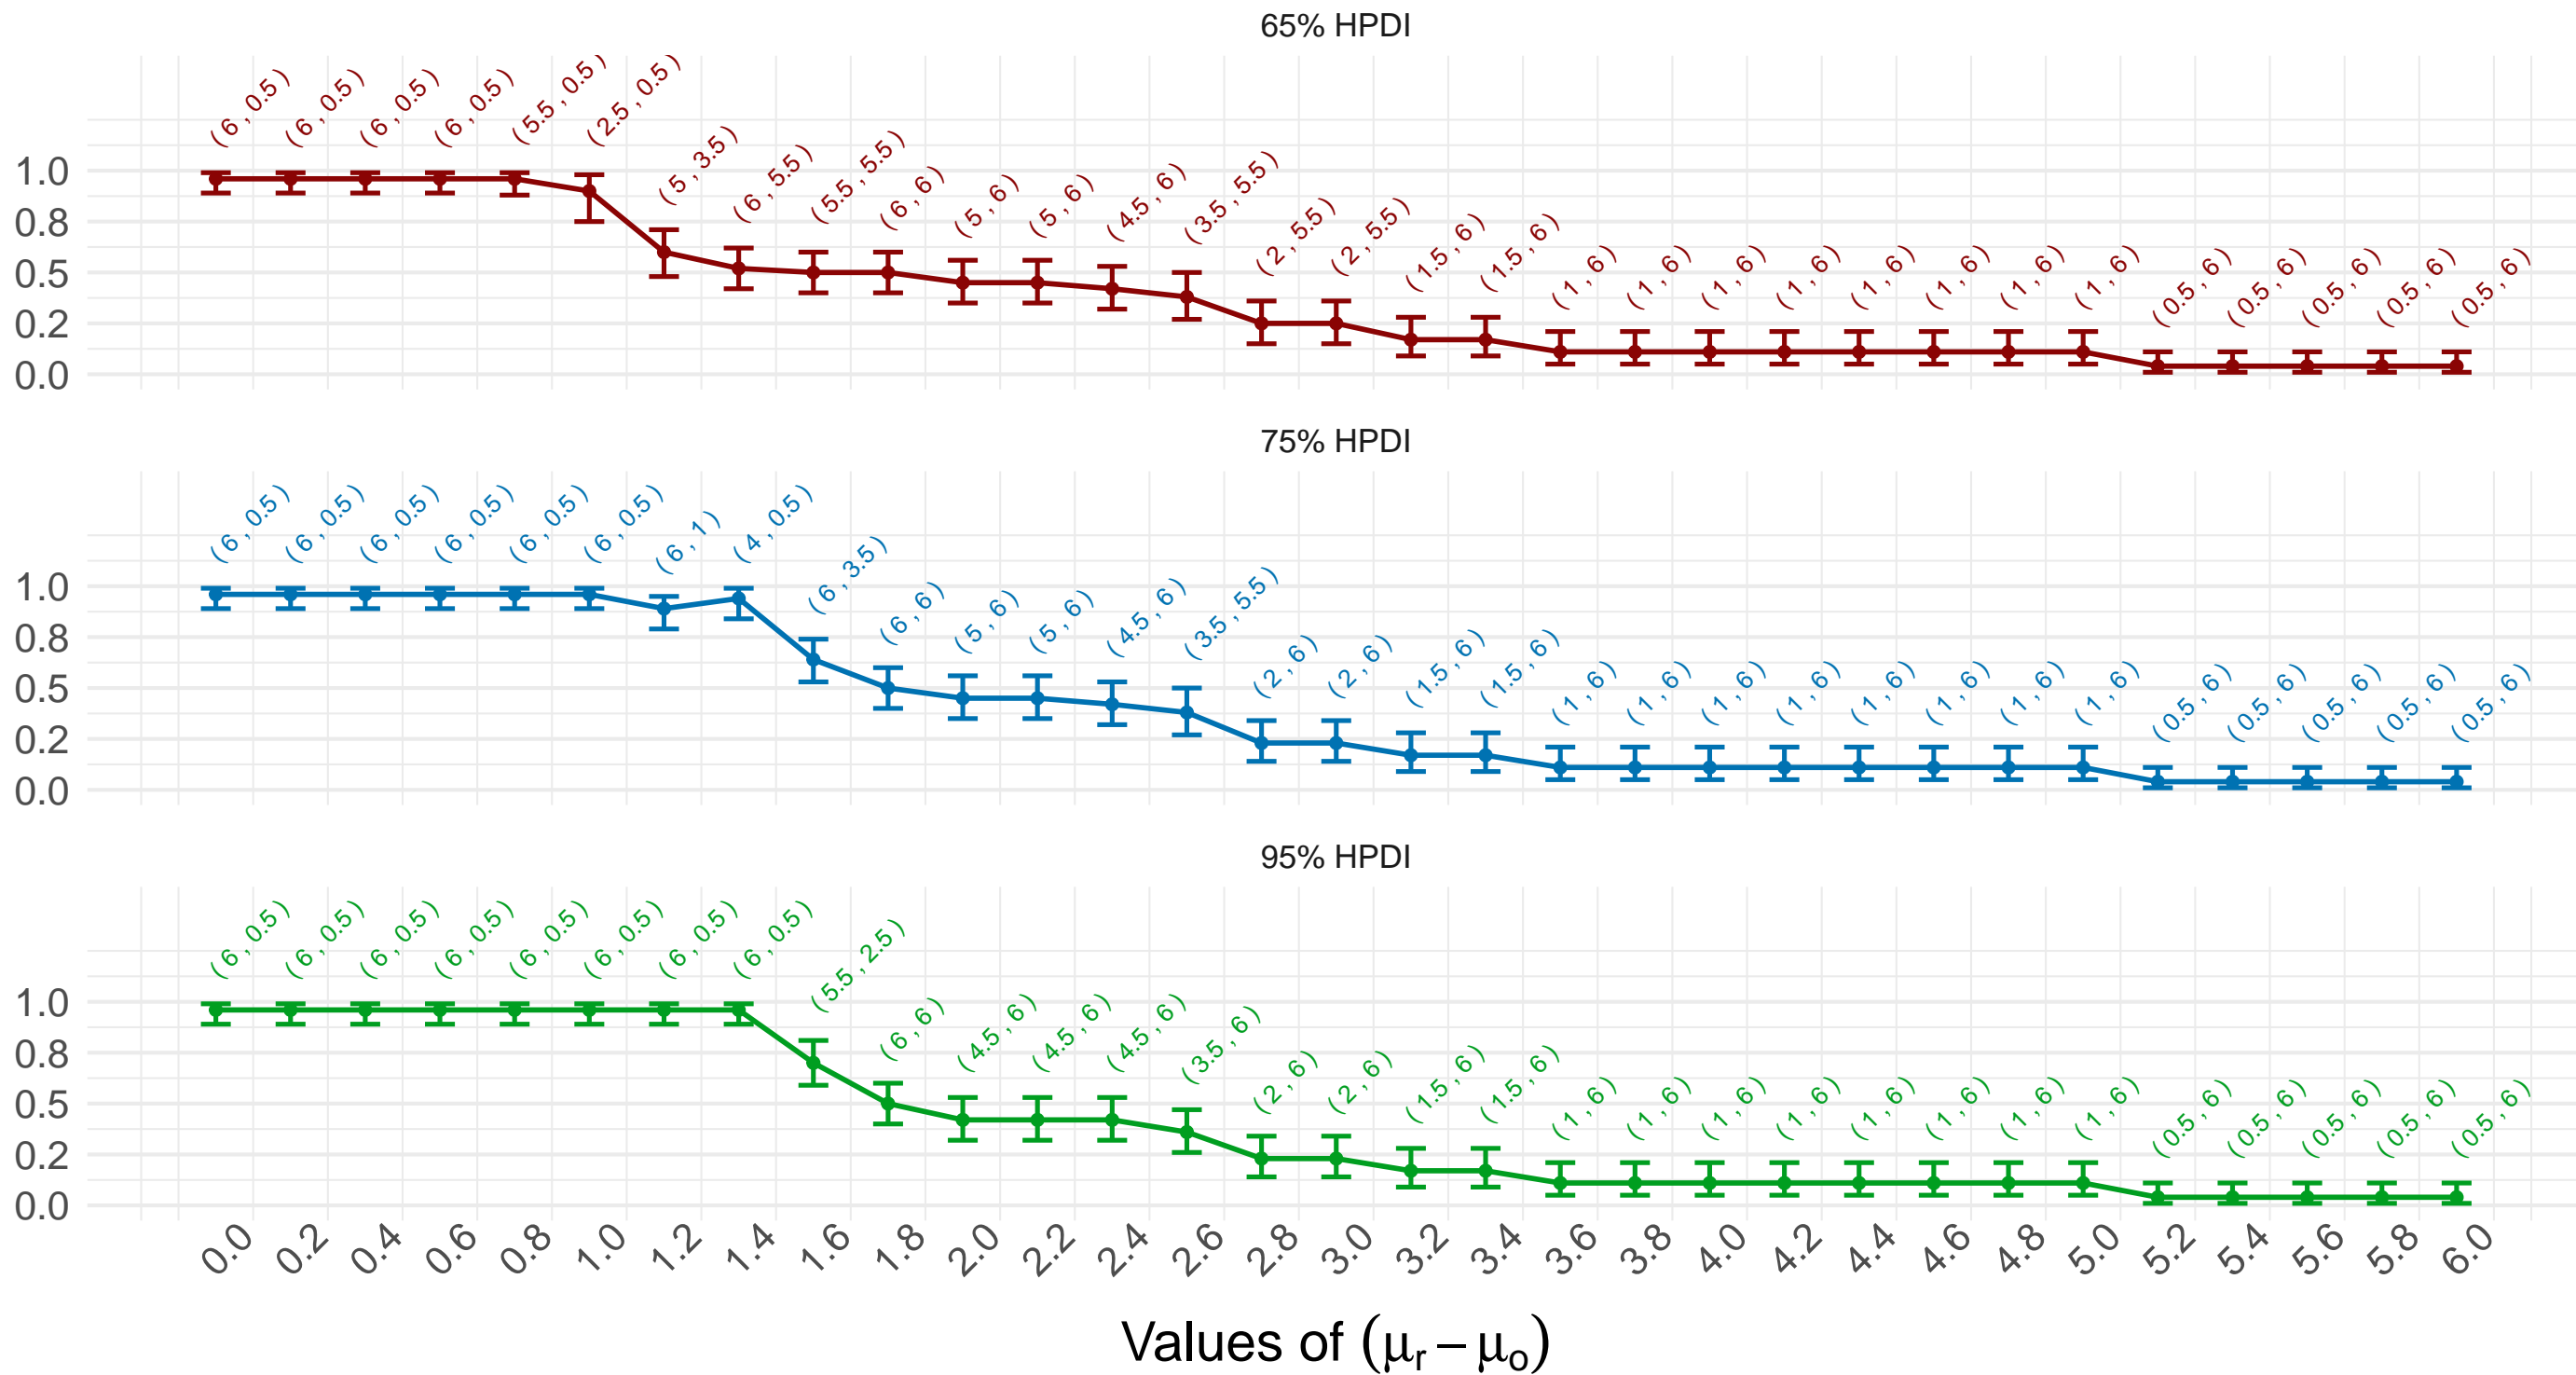 65% HPDI
( 6 , 0.5 ) ( 6 , 0.5 ) ( 6 , 0.5 ) ( 6 , 0.5 ) ( 5.5 , 0.5 ) ( 2.5 , 0.5 ) ( 5 , 3.5 ) ( 6 , 5.5 ) ( 5.5 , 5.5 ) ( 6 , 6 ) ( 5 , 6 ) ( 5 , 6 ) ( 4.5 , 6 ) ( 3.5 , 5.5 ) ( 2 , 5.5 ) ( 2 , 5.5 ) ( 1.5 , 6 ) ( 1.5 , 6 ) ( 1 , 6 ) ( 1 , 6 ) ( 1 , 6 ) ( 1 , 6 ) ( 1 , 6 ) ( 1 , 6 ) ( 1 , 6 ) ( 1 , 6 ) ( 0.5 , 6 ) ( 0.5 , 6 ) ( 0.5 , 6 ) ( 0.5 , 6 ) ( 0.5 , 6 )
1.0
0.8
0.5
0.2
0.0
75% HPDI
( 6 , 0.5 ) ( 6 , 0.5 ) ( 6 , 0.5 ) ( 6 , 0.5 ) ( 6 , 0.5 ) ( 6 , 0.5 ) ( 6 , 1 ) ( 4 , 0.5 ) ( 6 , 3.5 ) ( 6 , 6 ) ( 5 , 6 ) ( 5 , 6 ) ( 4.5 , 6 ) ( 3.5 , 5.5 ) ( 2 , 6 ) ( 2 , 6 ) ( 1.5 , 6 ) ( 1.5 , 6 ) ( 1 , 6 ) ( 1 , 6 ) ( 1 , 6 ) ( 1 , 6 ) ( 1 , 6 ) ( 1 , 6 ) ( 1 , 6 ) ( 1 , 6 ) ( 0.5 , 6 ) ( 0.5 , 6 ) ( 0.5 , 6 ) ( 0.5 , 6 ) ( 0.5 , 6 )
1.0
0.8
0.5
0.2
0.0
95% HPDI
( 6 , 0.5 ) ( 6 , 0.5 ) ( 6 , 0.5 ) ( 6 , 0.5 ) ( 6 , 0.5 ) ( 6 , 0.5 ) ( 6 , 0.5 ) ( 6 , 0.5 ) ( 5.5 , 2.5 ) ( 6 , 6 ) ( 4.5 , 6 ) ( 4.5 , 6 ) ( 4.5 , 6 ) ( 3.5 , 6 ) ( 2 , 6 ) ( 2 , 6 ) ( 1.5 , 6 ) ( 1.5 , 6 ) ( 1 , 6 ) ( 1 , 6 ) ( 1 , 6 ) ( 1 , 6 ) ( 1 , 6 ) ( 1 , 6 ) ( 1 , 6 ) ( 1 , 6 ) ( 0.5 , 6 ) ( 0.5 , 6 ) ( 0.5 , 6 ) ( 0.5 , 6 ) ( 0.5 , 6 )
1.0
0.8
0.5
0.2
0.0
0.0 0.2 0.4 0.6 0.8 1.0 1.2 1.4 1.6 1.8 2.0 2.2 2.4 2.6 2.8 3.0 3.2 3.4 3.6 3.8 4.0 4.2 4.4 4.6 4.8 5.0 5.2 5.4 5.6 5.8 6.0
Values of (μr − μo)